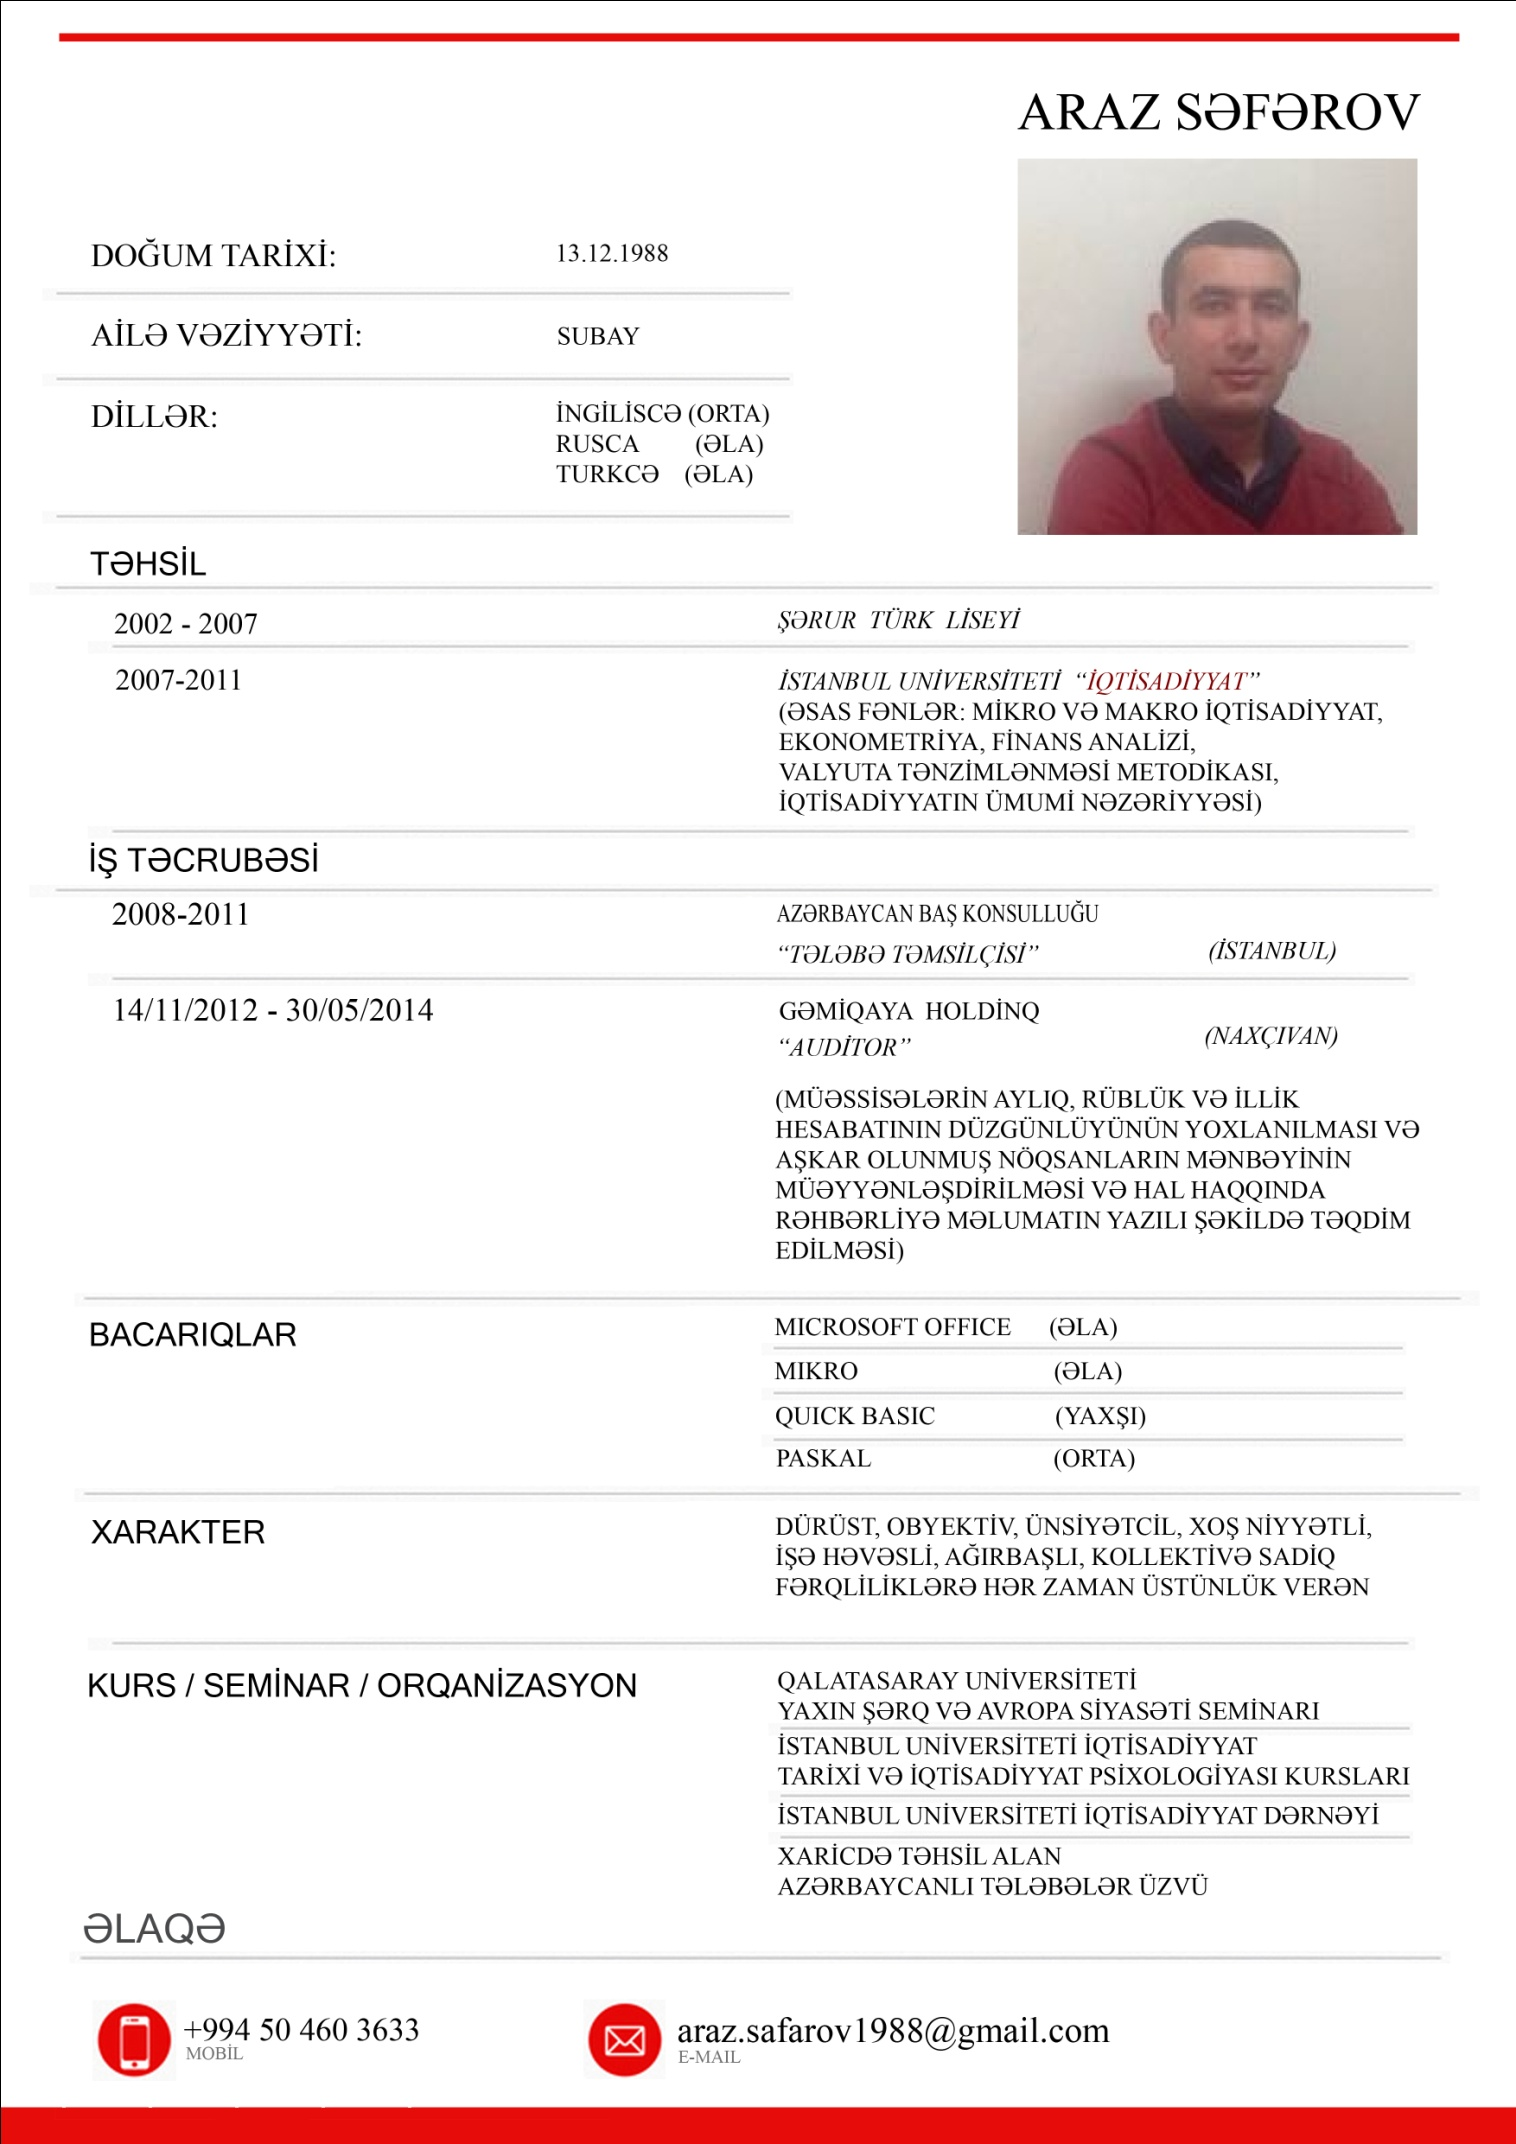 ARAZ SƏFƏROV
DOĞUM TARİXİ: 13.12.1988
AİLƏ VƏZİYYƏTİ: SUBAY
DİLLƏR: İNGİLİSCƏ (ORTA)
RUSCA (ƏLA)
TURKCƏ (ƏLA)
TƏHSİL
2002 - 2007 ŞƏRUR TÜRK LİSEYİ
2007-2011 İSTANBUL UNİVERSİTETİ “İQTİSADİYYAT”
(ƏSAS FƏNLƏR: MİKRO VƏ MAKRO İQTİSADİYYAT,
EKONOMETRİYA, FİNANS ANALİZİ,
VALYUTA TƏNZİMLƏNMƏSİ METODİKASI,
İQTİSADİYYATIN ÜMUMİ NƏZƏRİYYƏSİ)
İŞ TƏCRUBƏSİ
2008-2011 AZƏRBAYCAN BAŞ KONSULLUĞU
“TƏLƏBƏ TƏMSİLÇİSİ” (İSTANBUL)
14/11/2012 - 30/05/2014 GƏMİQAYA HOLDİNQ
“AUDİTOR” (NAXÇIVAN)
(MÜƏSSİSƏLƏRİN AYLIQ, RÜBLÜK VƏ İLLİK
HESABATININ DÜZGÜNLÜYÜNÜN YOXLANILMASI VƏ
AŞKAR OLUNMUŞ NÖQSANLARIN MƏNBƏYİNİN
MÜƏYYƏNLƏŞDİRİLMƏSİ VƏ HAL HAQQINDA
RƏHBƏRLİYƏ MƏLUMATIN YAZILI ŞƏKİLDƏ TƏQDİM
EDİLMƏSİ)
BACARIQLAR MICROSOFT OFFICE (ƏLA)
MIKRO (ƏLA)
QUICK BASIC (YAXŞI)
PASKAL (ORTA)
XARAKTER DÜRÜST, OBYEKTİV, ÜNSİYƏTCİL, XOŞ NİYYƏTLİ,
İŞƏ HƏVƏSLİ, AĞIRBAŞLI, KOLLEKTİVƏ SADİQ
FƏRQLİLİKLƏRƏ HƏR ZAMAN ÜSTÜNLÜK VERƏN
KURS / SEMİNAR / ORQANİZASYON QALATASARAY UNİVERSİTETİ
YAXIN ŞƏRQ VƏ AVROPA SİYASƏTİ SEMİNARI
İSTANBUL UNİVERSİTETİ İQTİSADİYYAT
TARİXİ VƏ İQTİSADİYYAT PSİXOLOGİYASI KURSLARI
İSTANBUL UNİVERSİTETİ İQTİSADİYYAT DƏRNƏYİ
XARİCDƏ TƏHSİL ALAN
AZƏRBAYCANLI TƏLƏBƏLƏR ÜZVÜ
ƏLAQƏ
+994 50 460 3633 araz.safarov1988@gmail.com
MOBİL E-MAIL